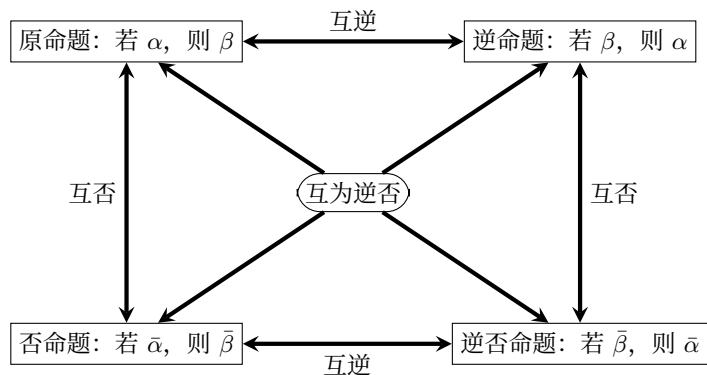 互逆
原命题：若 α，则 β
逆命题：若 β，则 α
互否
互为逆否
互否
否命题：若 ᾱ，则 β̄
逆否命题：若 β̄，则 ᾱ
互逆